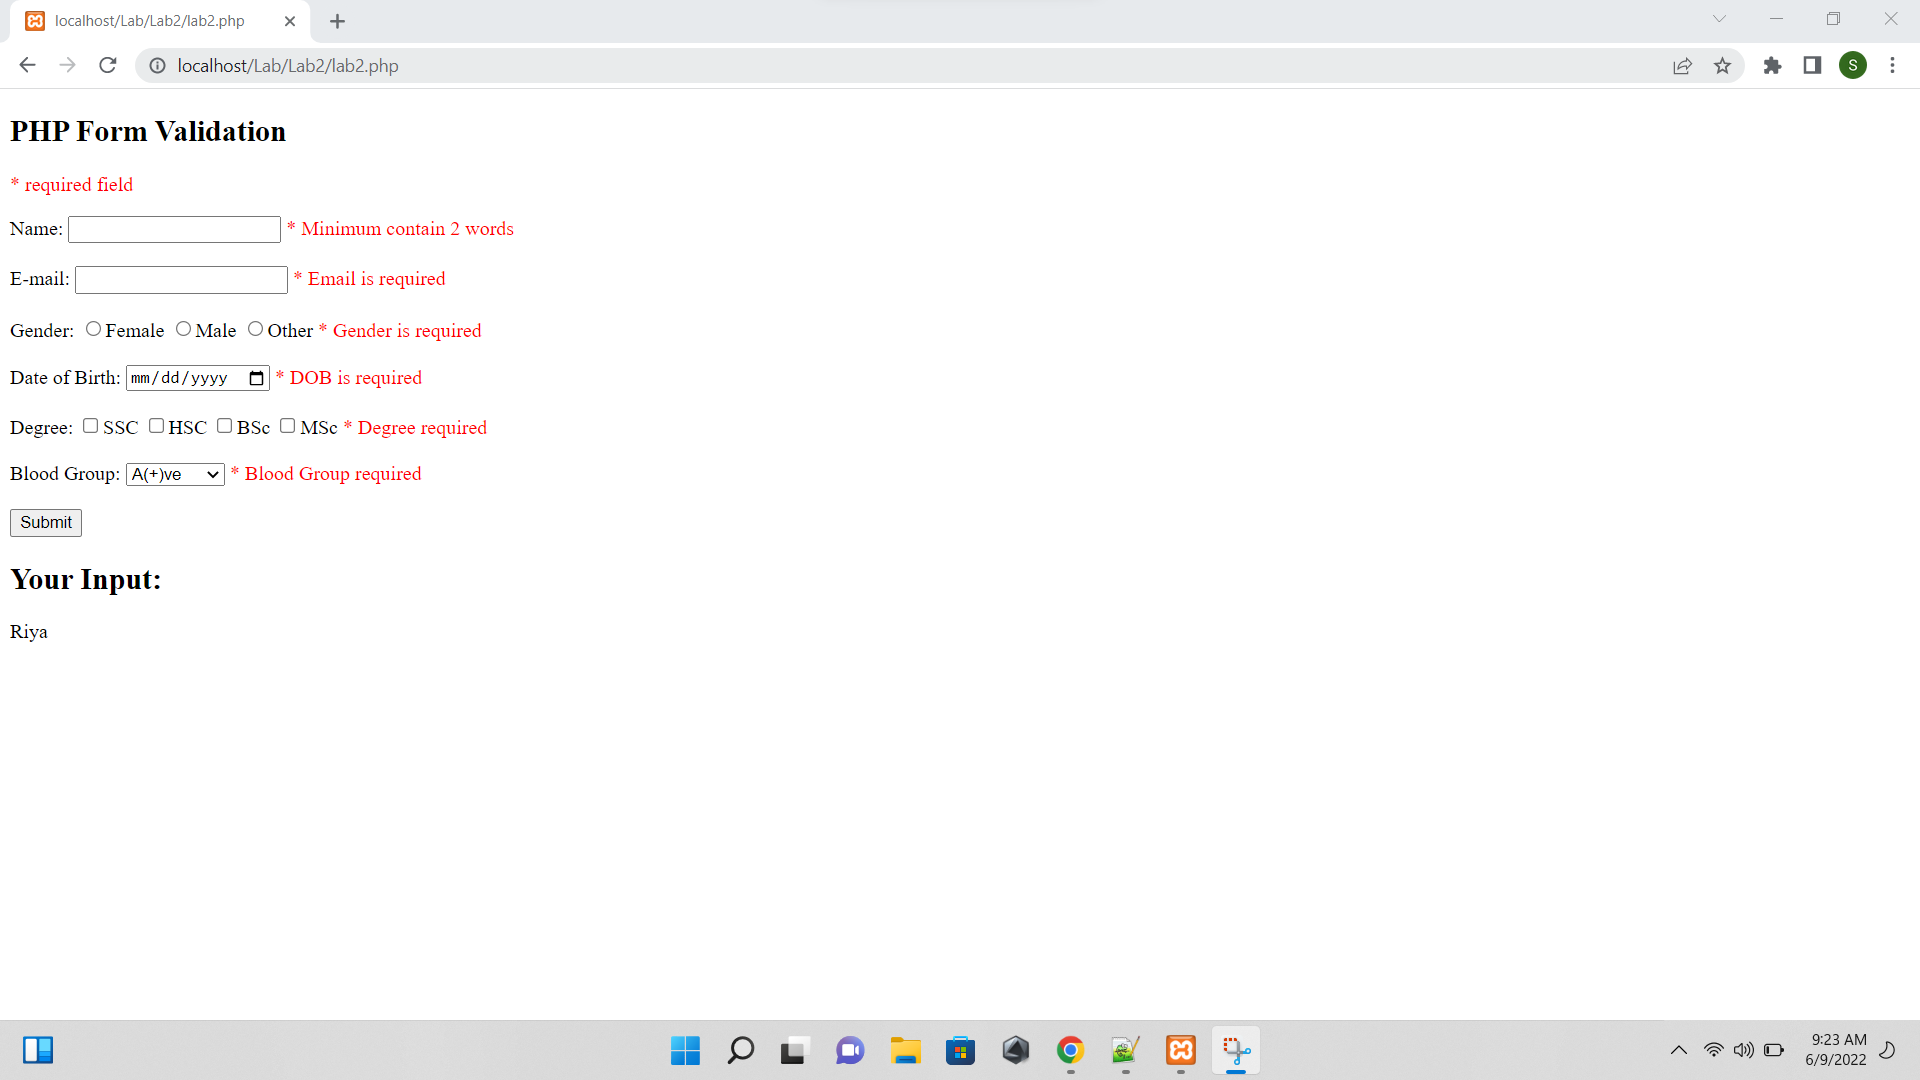 localhost/Lab/Lab2/lab2.php
localhost/Lab/Lab2/lab2.php
S
PHP Form Validation
* required field
Name: * Minimum contain 2 words
E-mail: * Email is required
Gender: Female Male Other * Gender is required
Date of Birth: mm/dd/yyyy * DOB is required
Degree: SSC HSC BSc MSc * Degree required
Blood Group: A(+)ve * Blood Group required
Submit
Your Input:
Riya
9:23 AM
6/9/2022